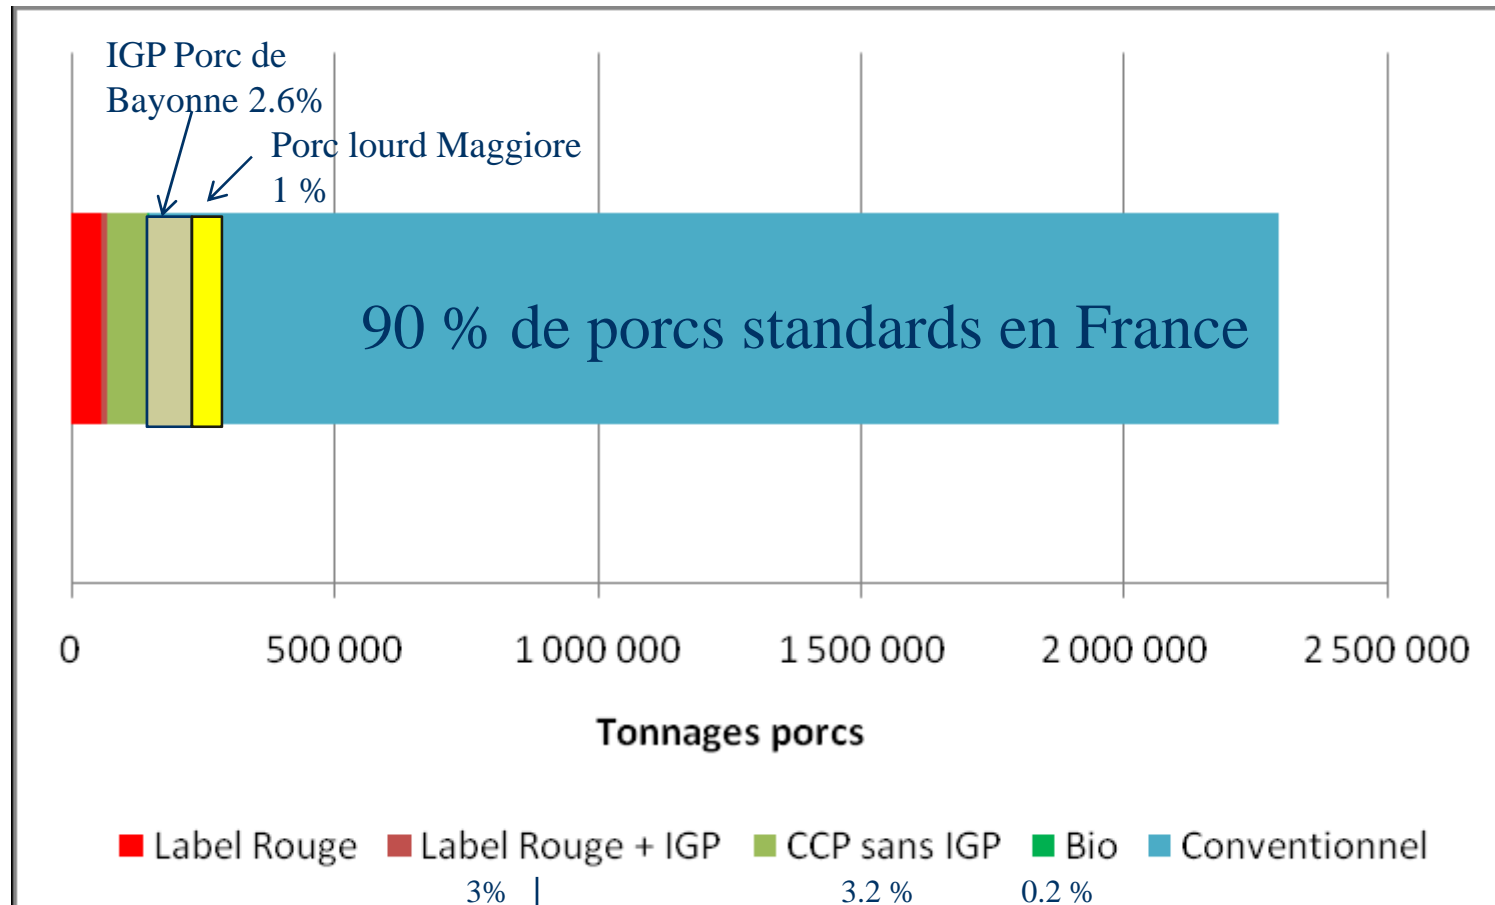 IGP Porc de
Bayonne 2.6%
Porc lourd Maggiore
1 %
90 % de porcs standards en France
0 500 000 1 000 000 1 500 000 2 000 000 2 500 000
Tonnages porcs
Label Rouge Label Rouge + IGP CCP sans IGP Bio Conventionnel
3% 3.2 % 0.2 %